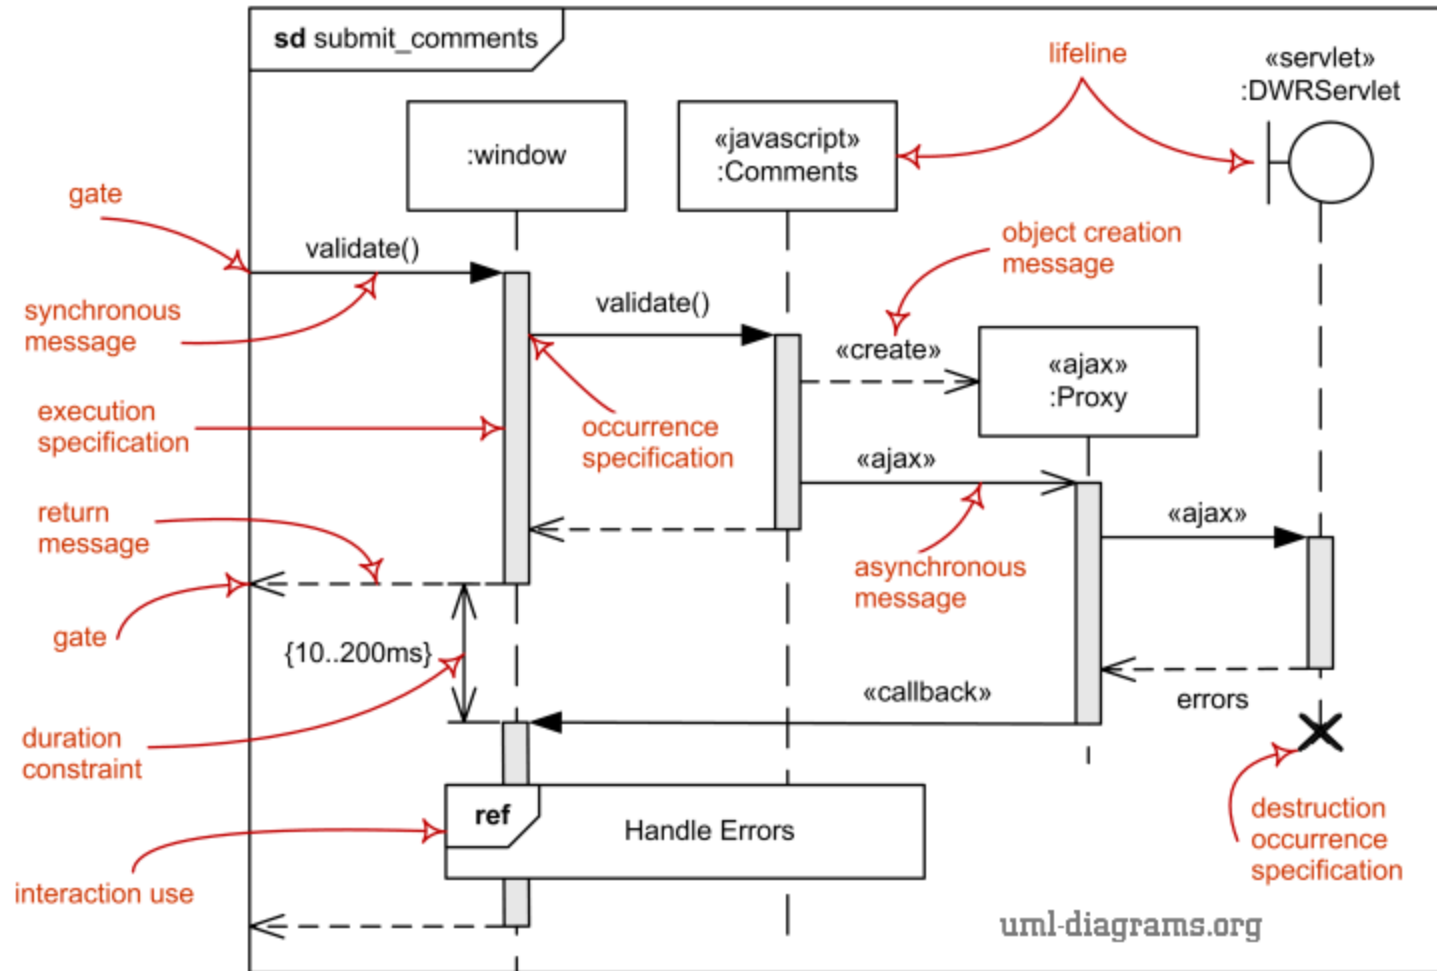 sd submit_comments
lifeline
«servlet»
:DWRServlet
:window
«javascript»
:Comments
gate
validate()
object creation
message
synchronous
message
validate()
«create»
«ajax»
:Proxy
execution
specification
occurrence
specification
«ajax»
return
message
«ajax»
asynchronous
message
gate
{10..200ms}
«callback»
errors
duration
constraint
ref
Handle Errors
destruction
occurrence
specification
interaction use
uml-diagrams.org